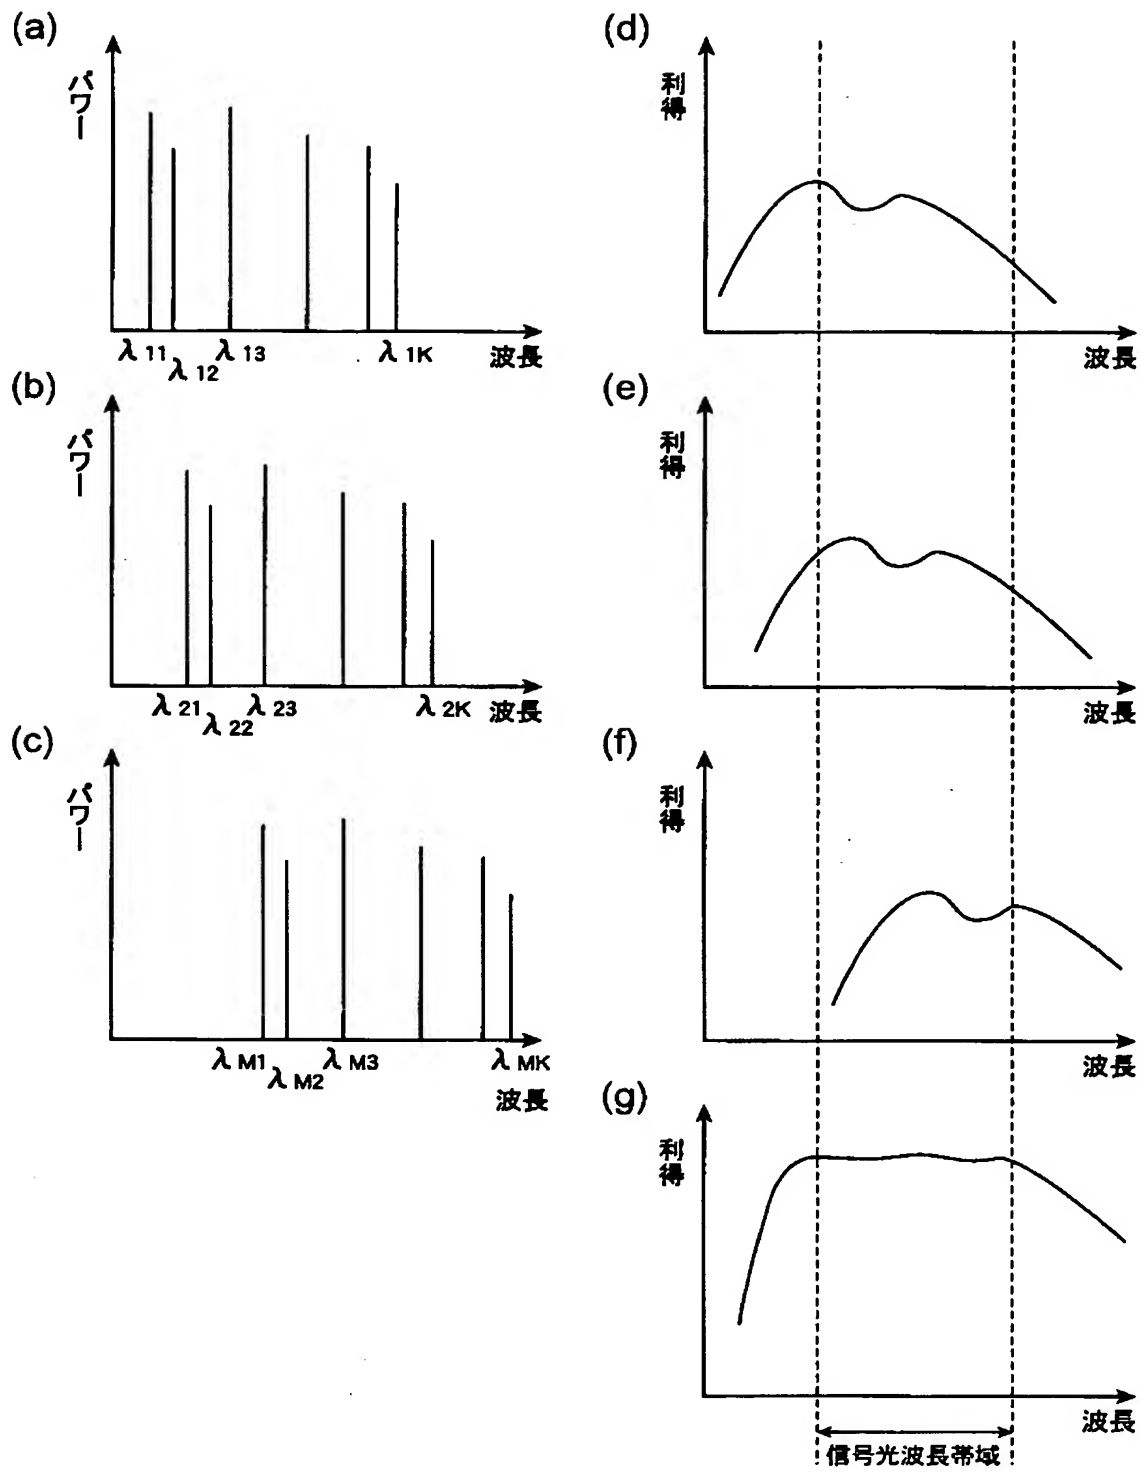 (a)
パワー
λ11
λ12
λ13
λ1K
波長
(b)
パワー
λ21
λ22
λ23
λ2K
波長
(c)
パワー
λM1
λM2
λM3
λMK
波長
(d)
利得
波長
(e)
利得
波長
(f)
利得
波長
(g)
利得
波長
信号光波長帯域